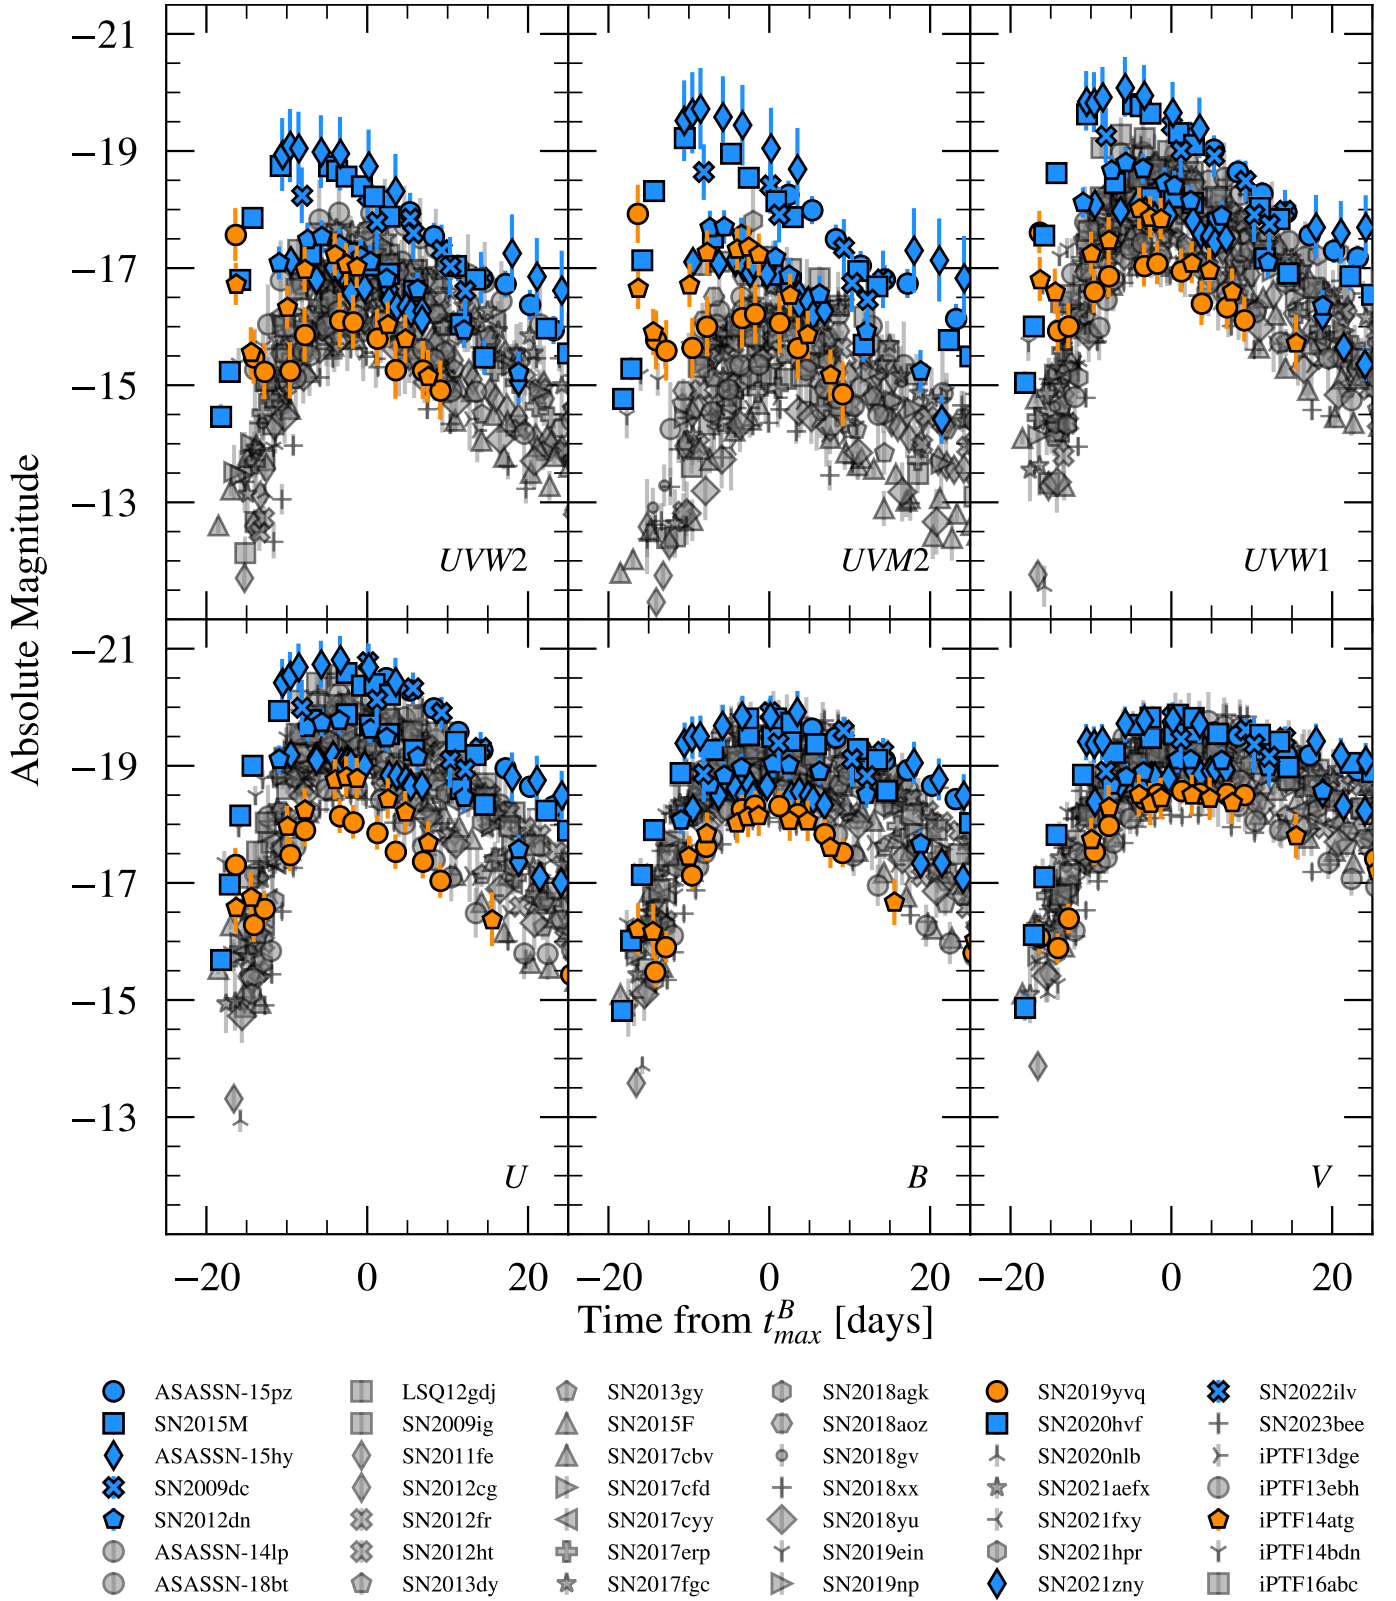 −21
−19
−17
−15
−13
UVW2
UVM2
UVW1
Absolute Magnitude
−21
−19
−17
−15
−13
U
B
V
−20 0 20 −20 0 20 −20 0 20
Time from t_max^B [days]
ASASSN-15pz LSQ12gdj SN2013gy SN2018agk SN2019yvq SN2022ilv
SN2015M SN2009ig SN2015F SN2018aoz SN2020hvf SN2023bee
ASASSN-15hy SN2011fe SN2017cbv SN2018gv SN2020nlb iPTF13dge
SN2009dc SN2012cg SN2017cfd SN2018xx SN2021aefx iPTF13ebh
SN2012dn SN2012fr SN2017cyy SN2018yu SN2021fxy iPTF14atg
ASASSN-14lp SN2012ht SN2017erp SN2019ein SN2021hpr iPTF14bdn
ASASSN-18bt SN2013dy SN2017fgc SN2019np SN2021zny iPTF16abc